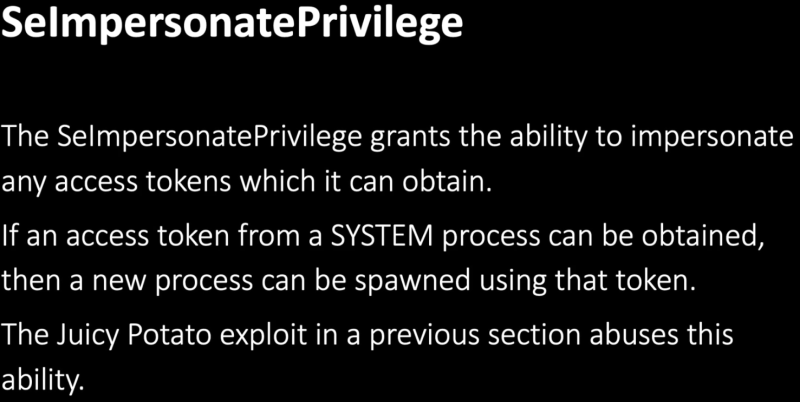 SeImpersonatePrivilege
The SeImpersonatePrivilege grants the ability to impersonate
any access tokens which it can obtain.
If an access token from a SYSTEM process can be obtained,
then a new process can be spawned using that token.
The Juicy Potato exploit in a previous section abuses this
ability.